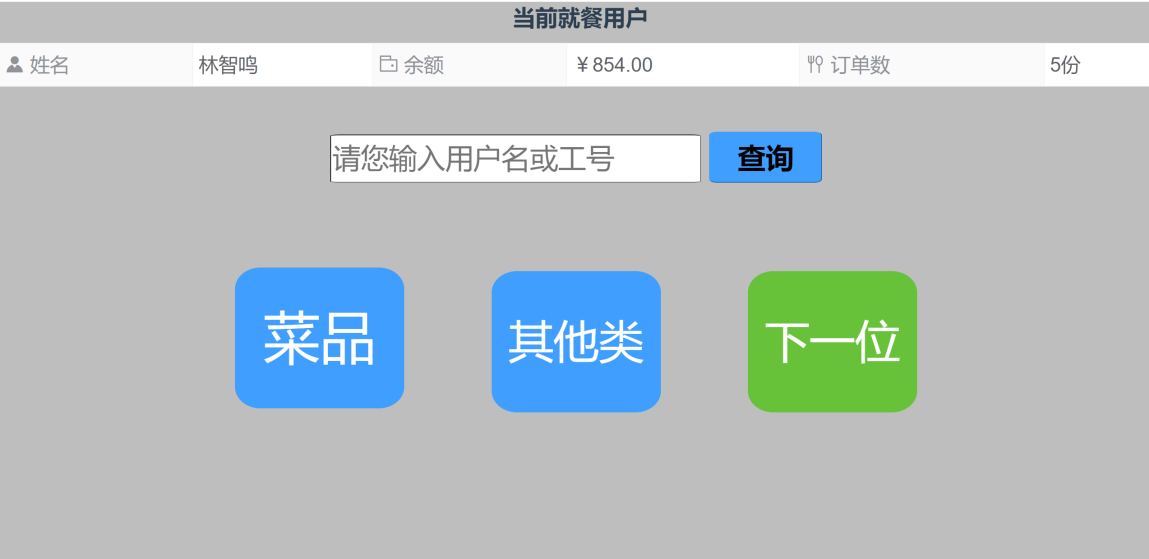 当前就餐用户
姓名 林智鸣 余额 ￥854.00 订单数 5份
请您输入用户名或工号 查询
菜品 其他类 下一位